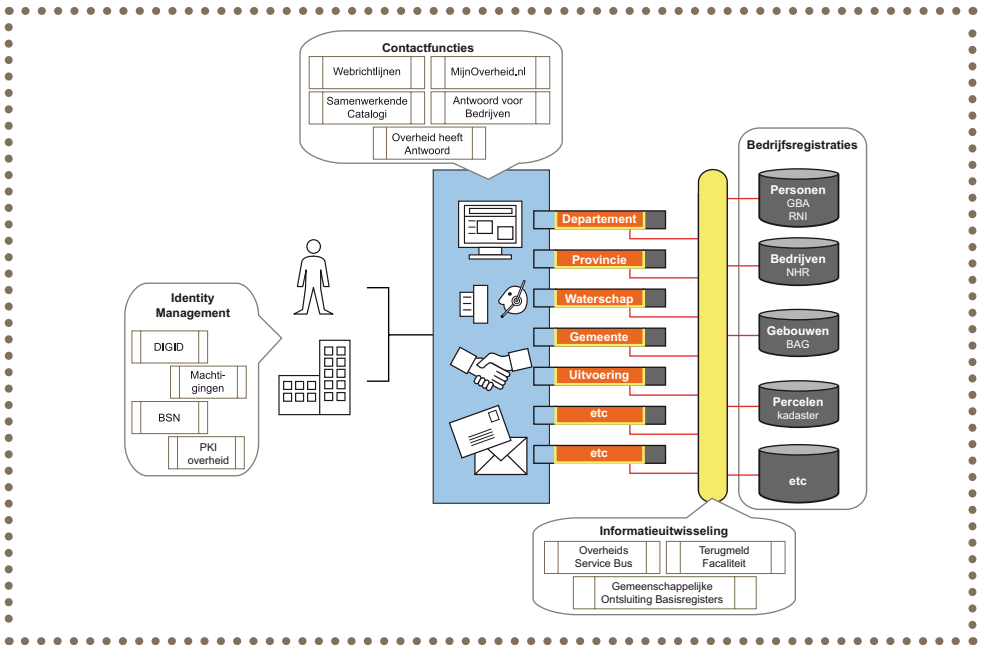 Contactfuncties
Webrichtlijnen
MijnOverheid.nl
Samenwerkende
Catalogi
Antwoord voor
Bedrijven
Overheid heeft
Antwoord
Identity
Management
DIGID
Machti-
gingen
BSN
PKI
overheid
Departement
Provincie
Waterschap
Gemeente
Uitvoering
etc
etc
Bedrijfsregistraties
Personen
GBA
RNI
Bedrijven
NHR
Gebouwen
BAG
Percelen
kadaster
etc
Informatieuitwisseling
Overheids
Service Bus
Terugmeld
Facaliteit
Gemeenschappelijke
Ontsluiting Basisregisters